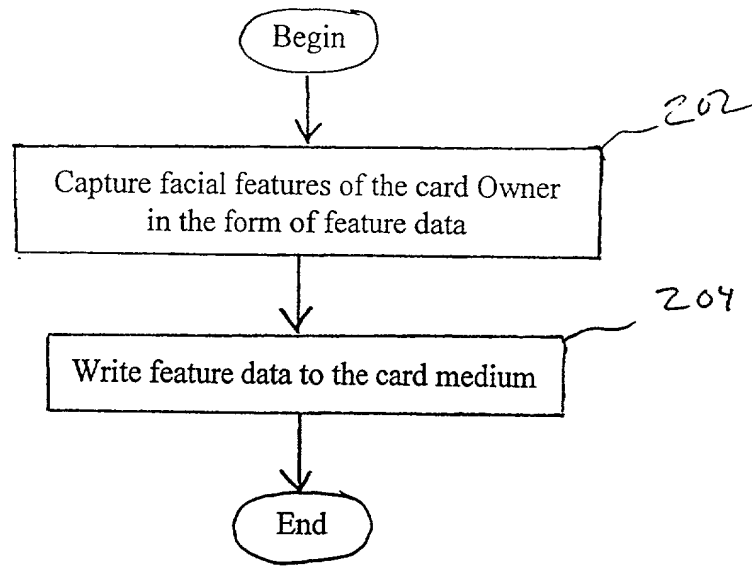 Begin
202
Capture facial features of the card Owner
in the form of feature data
204
Write feature data to the card medium
End